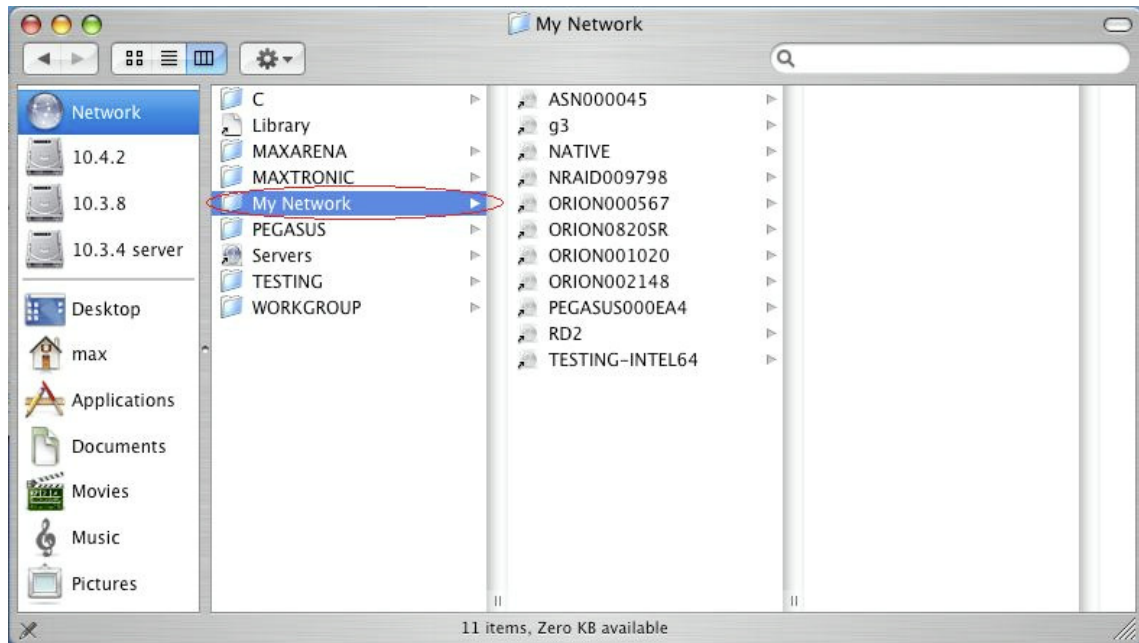 My Network
Network
10.4.2
10.3.8
10.3.4 server
Desktop
max
Applications
Documents
Movies
Music
Pictures
C
Library
MAXARENA
MAXTRONIC
My Network
PEGASUS
Servers
TESTING
WORKGROUP
ASN000045
g3
NATIVE
NRAID009798
ORION000567
ORION0820SR
ORION001020
ORION002148
PEGASUS000EA4
RD2
TESTING-INTEL64
11 items, Zero KB available